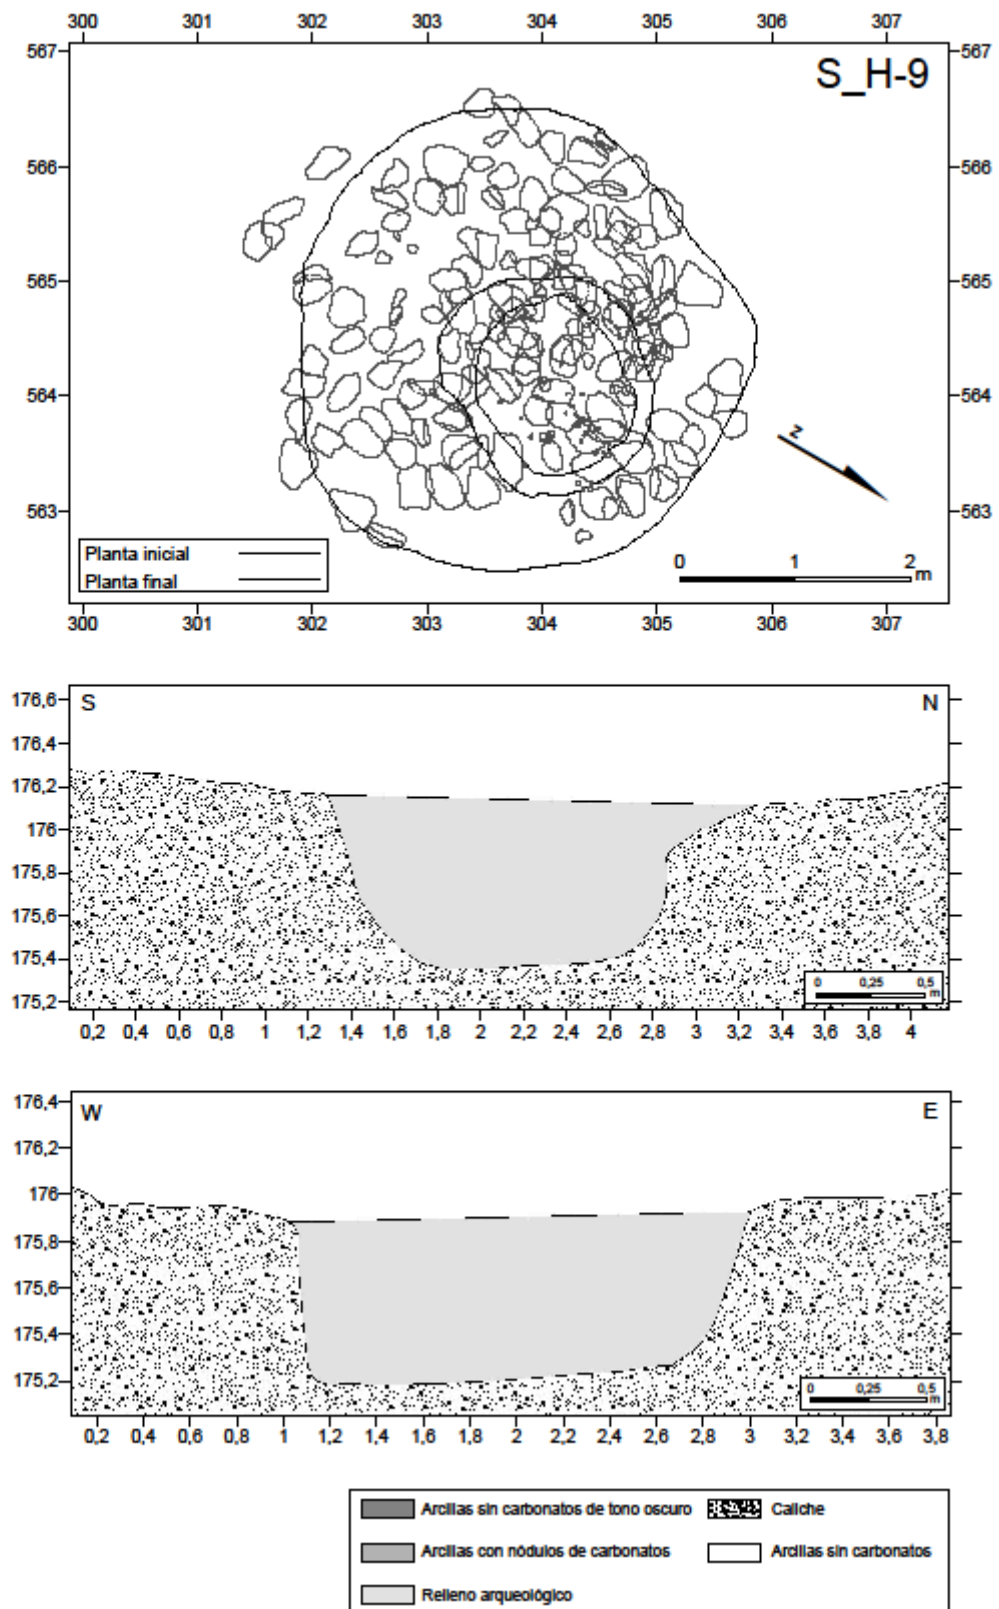 300 301 302 303 304 305 306 307
567 567
S_H-9
566 566
565 565
564 564
z
563 563
Planta inicial
Planta final
0 1 2
m
300 301 302 303 304 305 306 307
176,6
S N
176,4
176,2
176
175,8
175,6
175,4
175,2
0 0,25 0,5
m
0,2 0,4 0,6 0,8 1 1,2 1,4 1,6 1,8 2 2,2 2,4 2,6 2,8 3 3,2 3,4 3,6 3,8 4
176,4
W E
176,2
176
175,8
175,6
175,4
175,2
0 0,25 0,5
m
0,2 0,4 0,6 0,8 1 1,2 1,4 1,6 1,8 2 2,2 2,4 2,6 2,8 3 3,2 3,4 3,6 3,8
Arcillas sin carbonatos de tono oscuro Caliche
Arcillas con nódulos de carbonatos Arcillas sin carbonatos
Relleno arqueológico